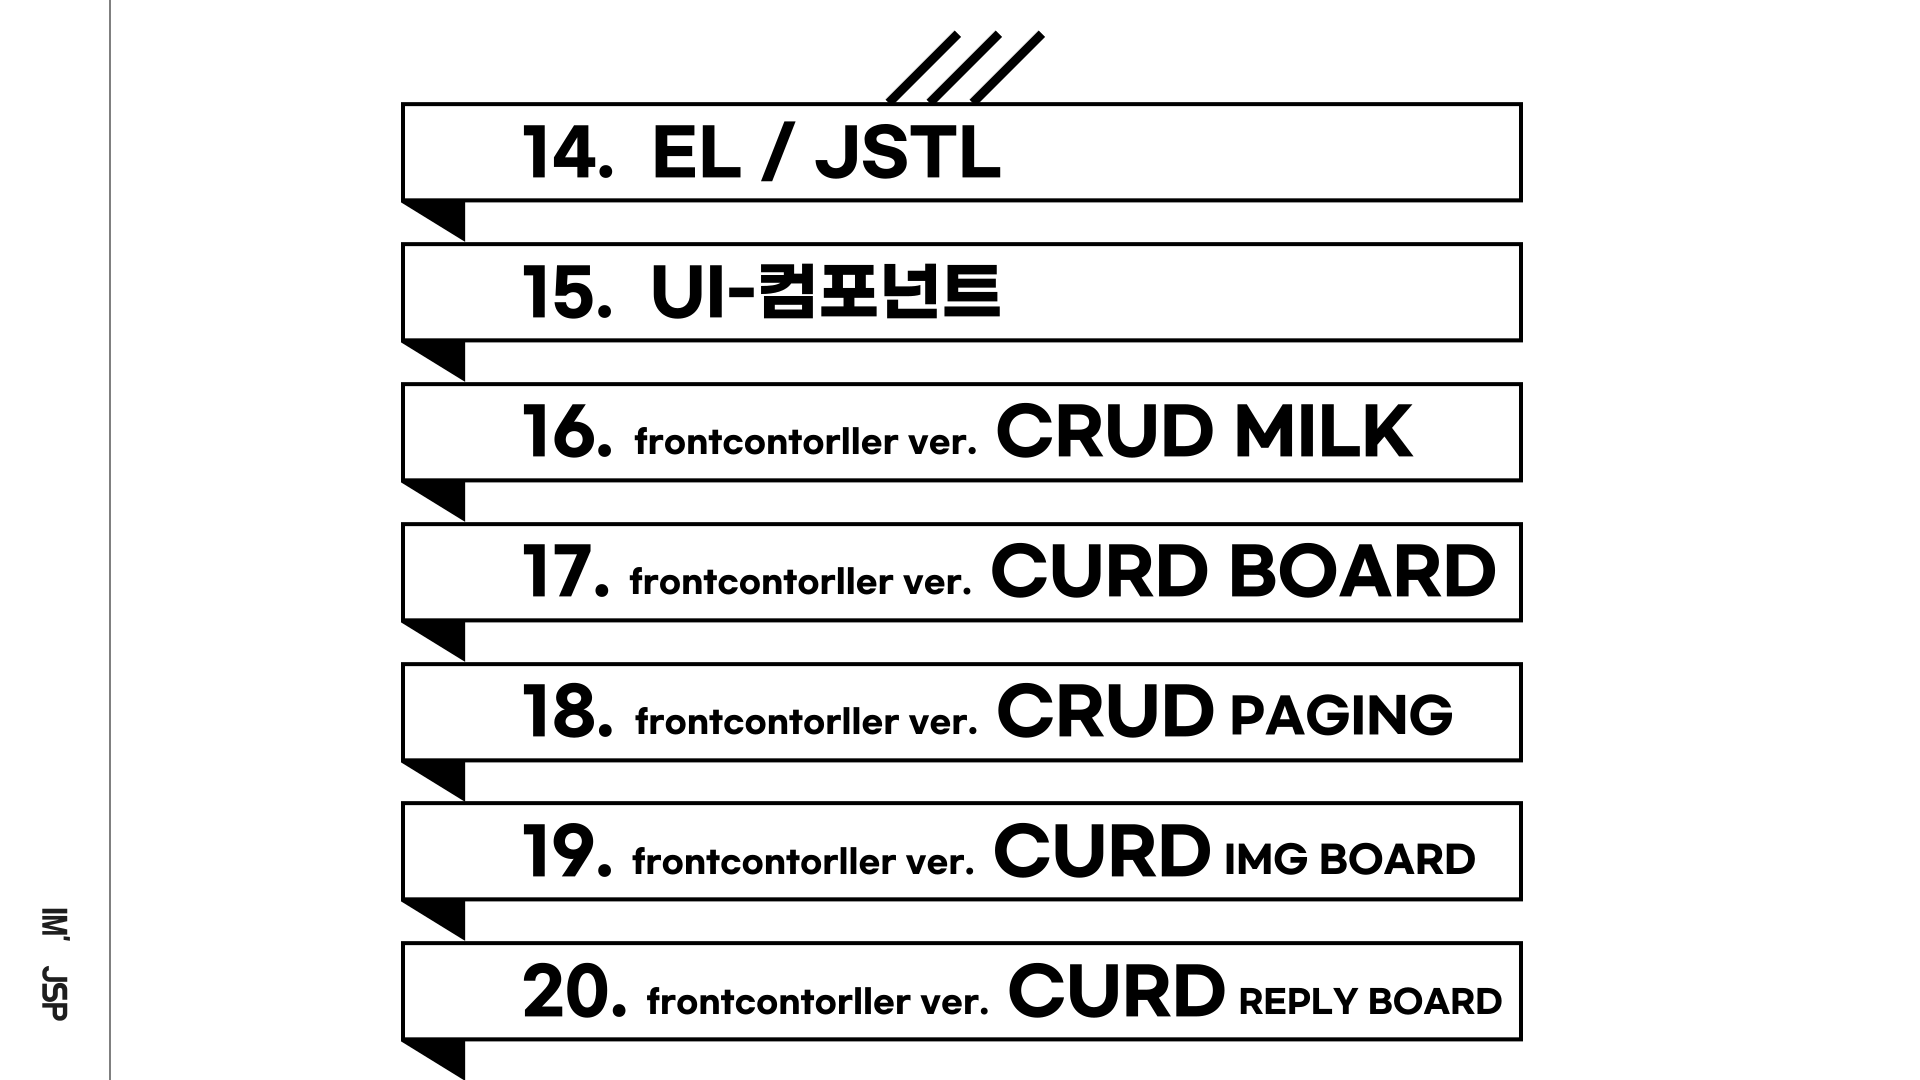 14. EL / JSTL
15. UI-컴포넌트
16. frontcontorller ver. CRUD MILK
17. frontcontorller ver. CURD BOARD
18. frontcontorller ver. CRUD PAGING
19. frontcontorller ver. CURD IMG BOARD
20. frontcontorller ver. CURD REPLY BOARD
IM' JSP